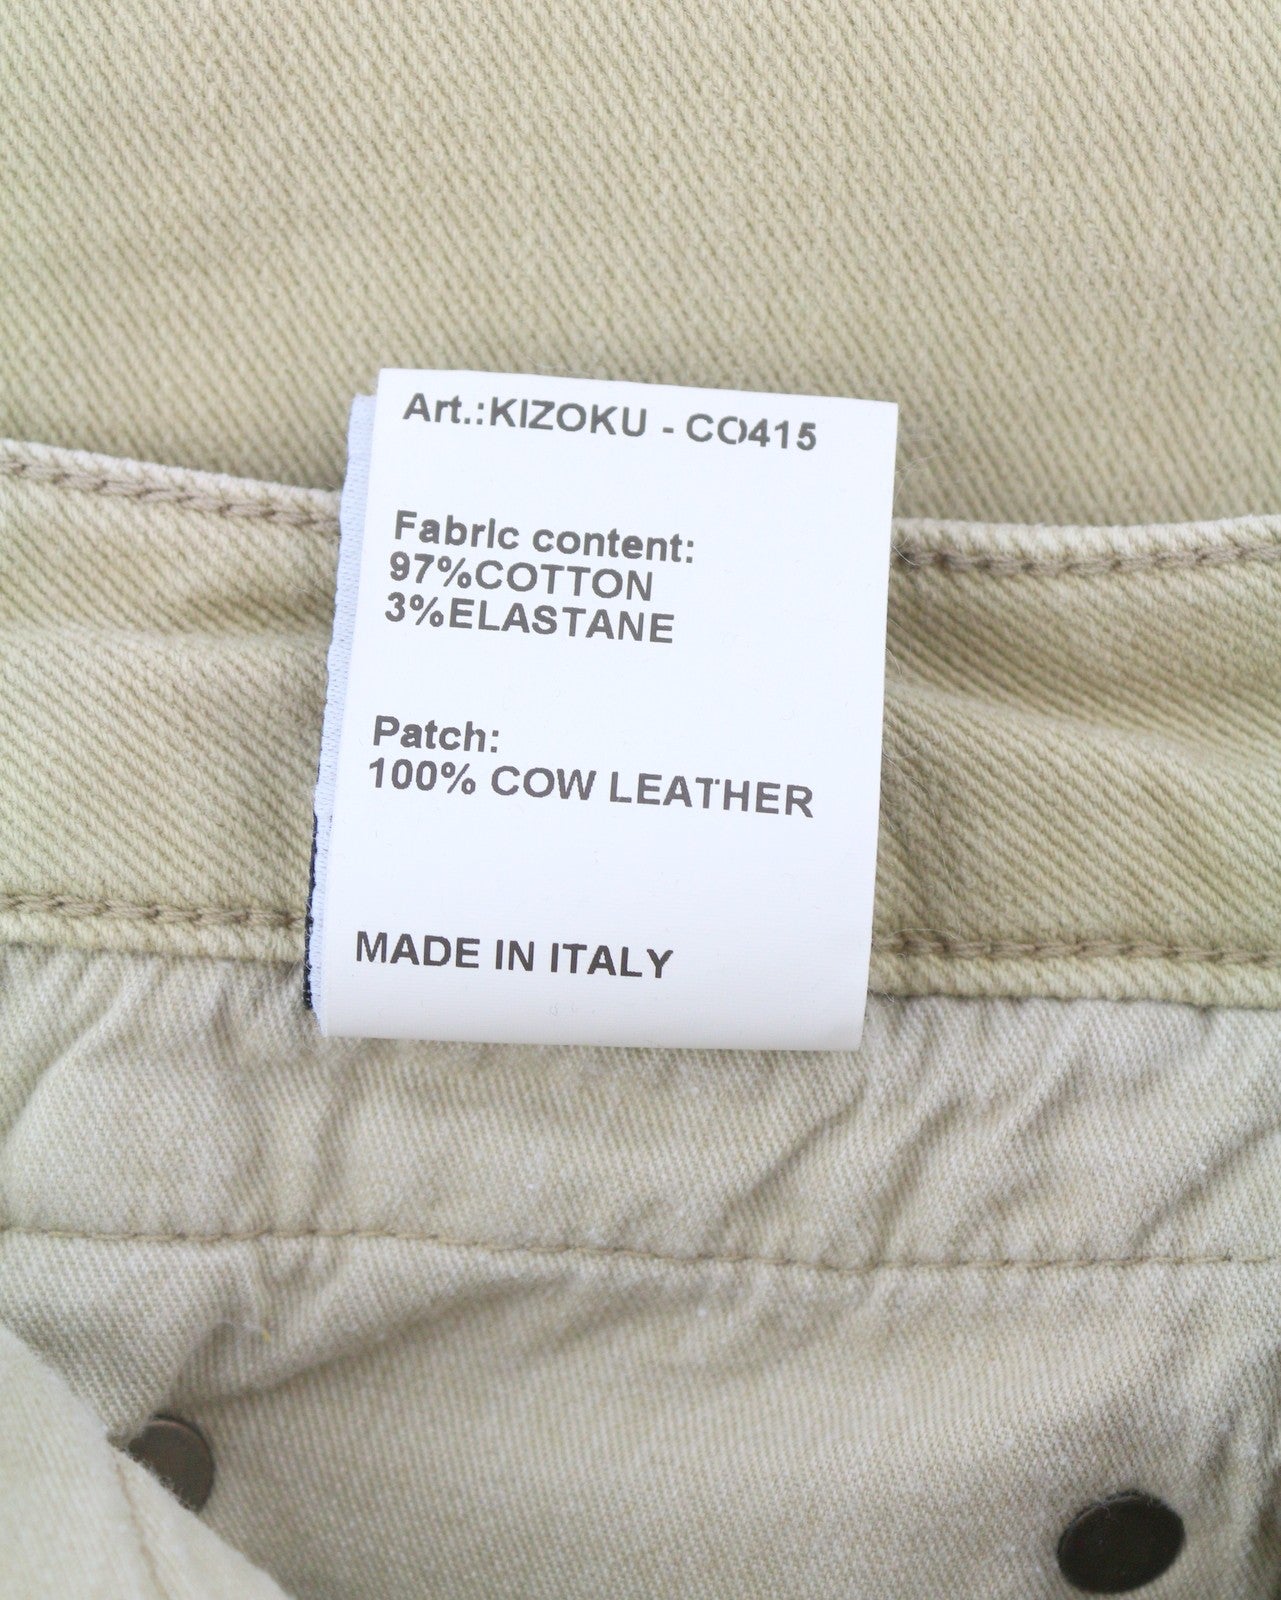 Art.:KIZOKU - CO415
Fabric content:
97%COTTON
3%ELASTANE
Patch:
100% COW LEATHER
MADE IN ITALY